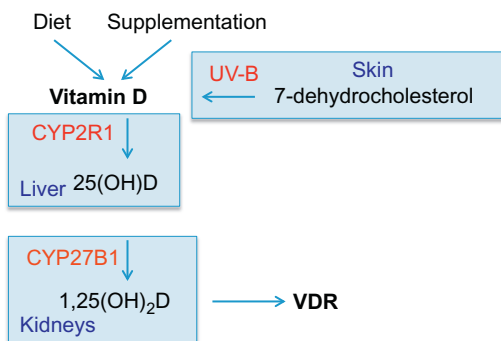 Diet Supplementation
UV-B Skin
Vitamin D 7-dehydrocholesterol
CYP2R1
Liver 25(OH)D
CYP27B1
1,25(OH)₂D VDR
Kidneys